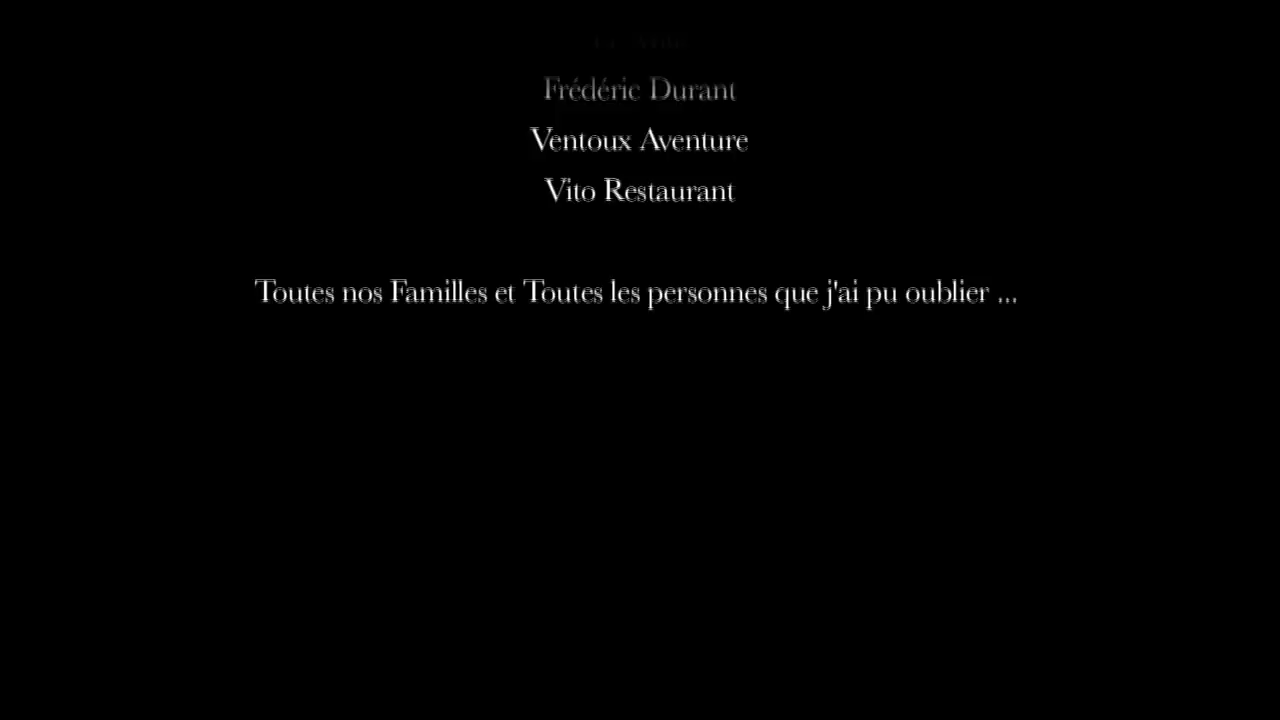 Frédéric Durant
Ventoux Aventure
Vito Restaurant
Toutes nos Familles et Toutes les personnes que j'ai pu oublier ...